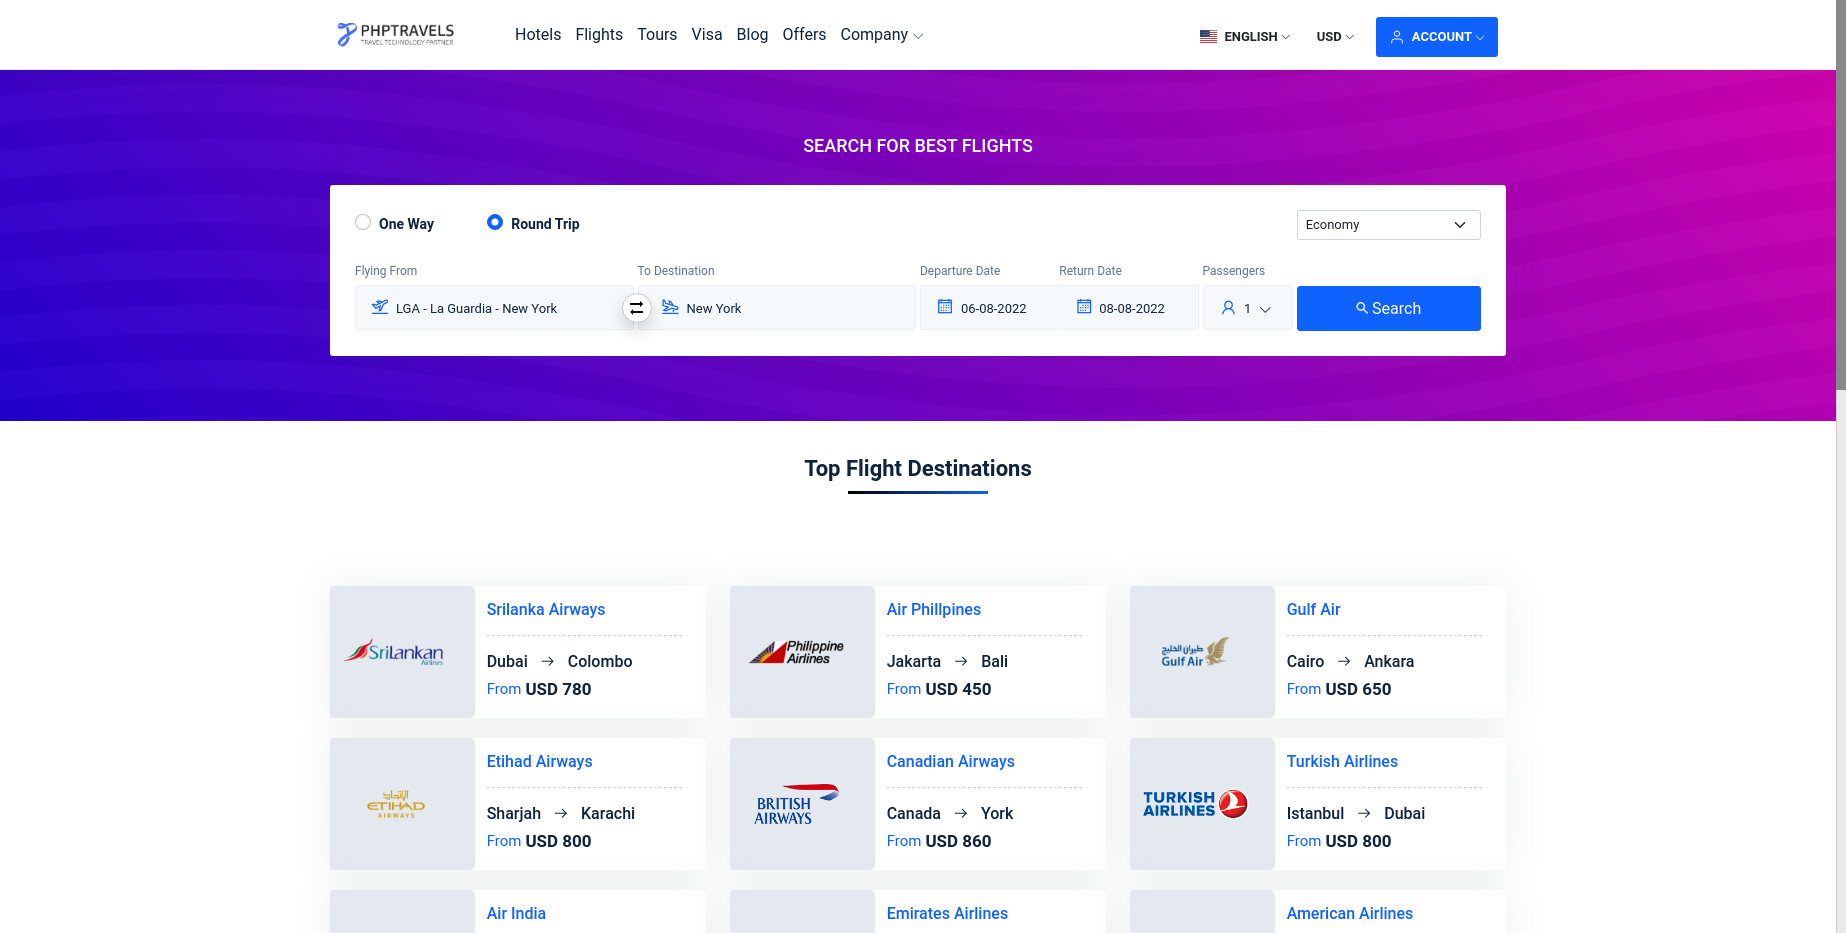 PHPTRAVELS
TRAVEL TECHNOLOGY PARTNER
Hotels Flights Tours Visa Blog Offers Company
ENGLISH USD ACCOUNT
SEARCH FOR BEST FLIGHTS
One Way Round Trip Economy
Flying From To Destination Departure Date Return Date Passengers
LGA - La Guardia - New York New York 06-08-2022 08-08-2022 1 Search
Top Flight Destinations
SriLankan
Airlines
Srilanka Airways
Dubai Colombo
From USD 780
Philippine
Airlines
Air Phillpines
Jakarta Bali
From USD 450
طيران الخليج
Gulf Air
Gulf Air
Cairo Ankara
From USD 650
الإتحاد
ETIHAD
AIRWAYS
Etihad Airways
Sharjah Karachi
From USD 800
BRITISH
AIRWAYS
Canadian Airways
Canada York
From USD 860
TURKISH
AIRLINES
Turkish Airlines
Istanbul Dubai
From USD 800
Air India
Emirates Airlines
American Airlines